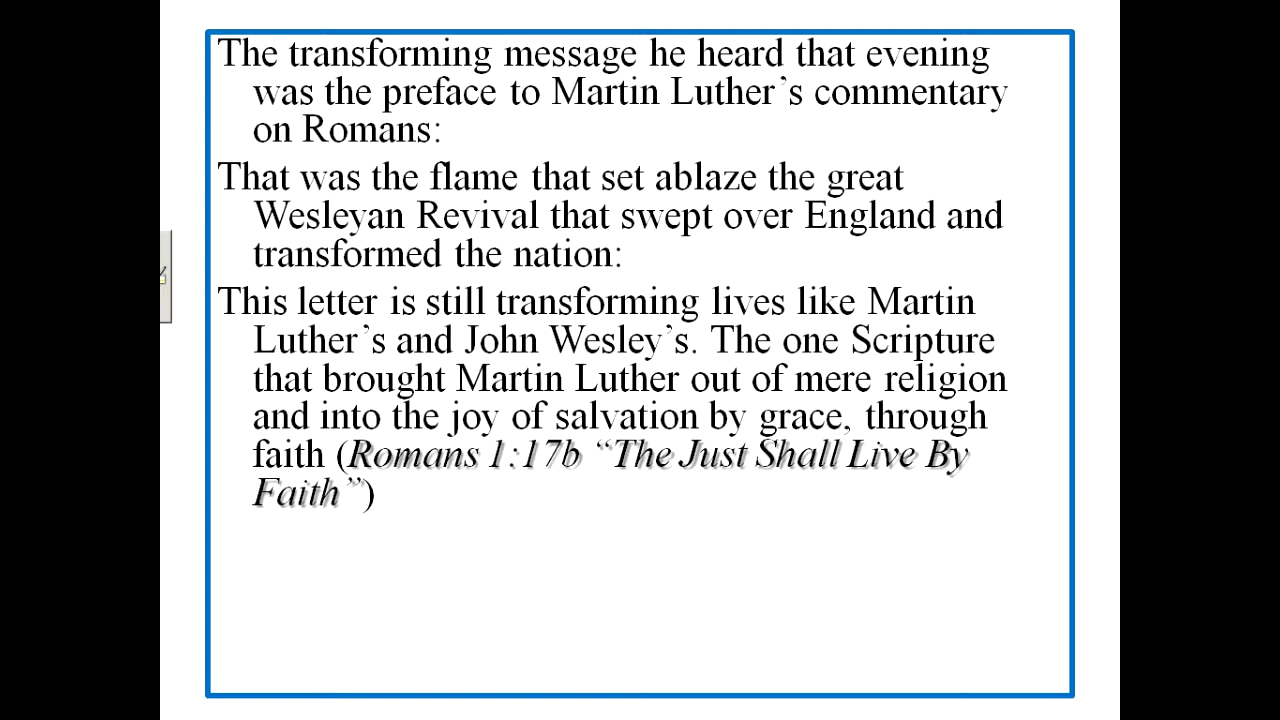 The transforming message he heard that evening
was the preface to Martin Luther’s commentary
on Romans:
That was the flame that set ablaze the great
Wesleyan Revival that swept over England and
transformed the nation:
This letter is still transforming lives like Martin
Luther’s and John Wesley’s. The one Scripture
that brought Martin Luther out of mere religion
and into the joy of salvation by grace, through
faith (Romans 1:17b “The Just Shall Live By
Faith”)